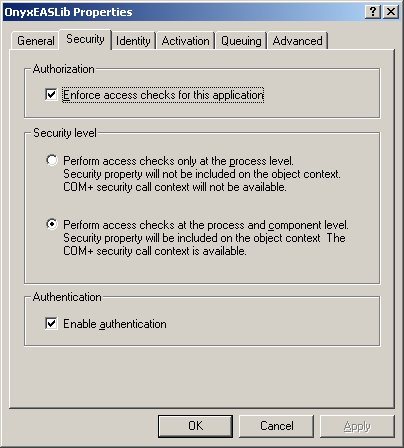 OnyxEASLib Properties
General Security Identity Activation Queuing Advanced
Authorization
Enforce access checks for this application
Security level
Perform access checks only at the process level.
Security property will not be included on the object context.
COM+ security call context will not be available.
Perform access checks at the process and component level.
Security property will be included on the object context The
COM+ security call context is available.
Authentication
Enable authentication
OK Cancel Apply